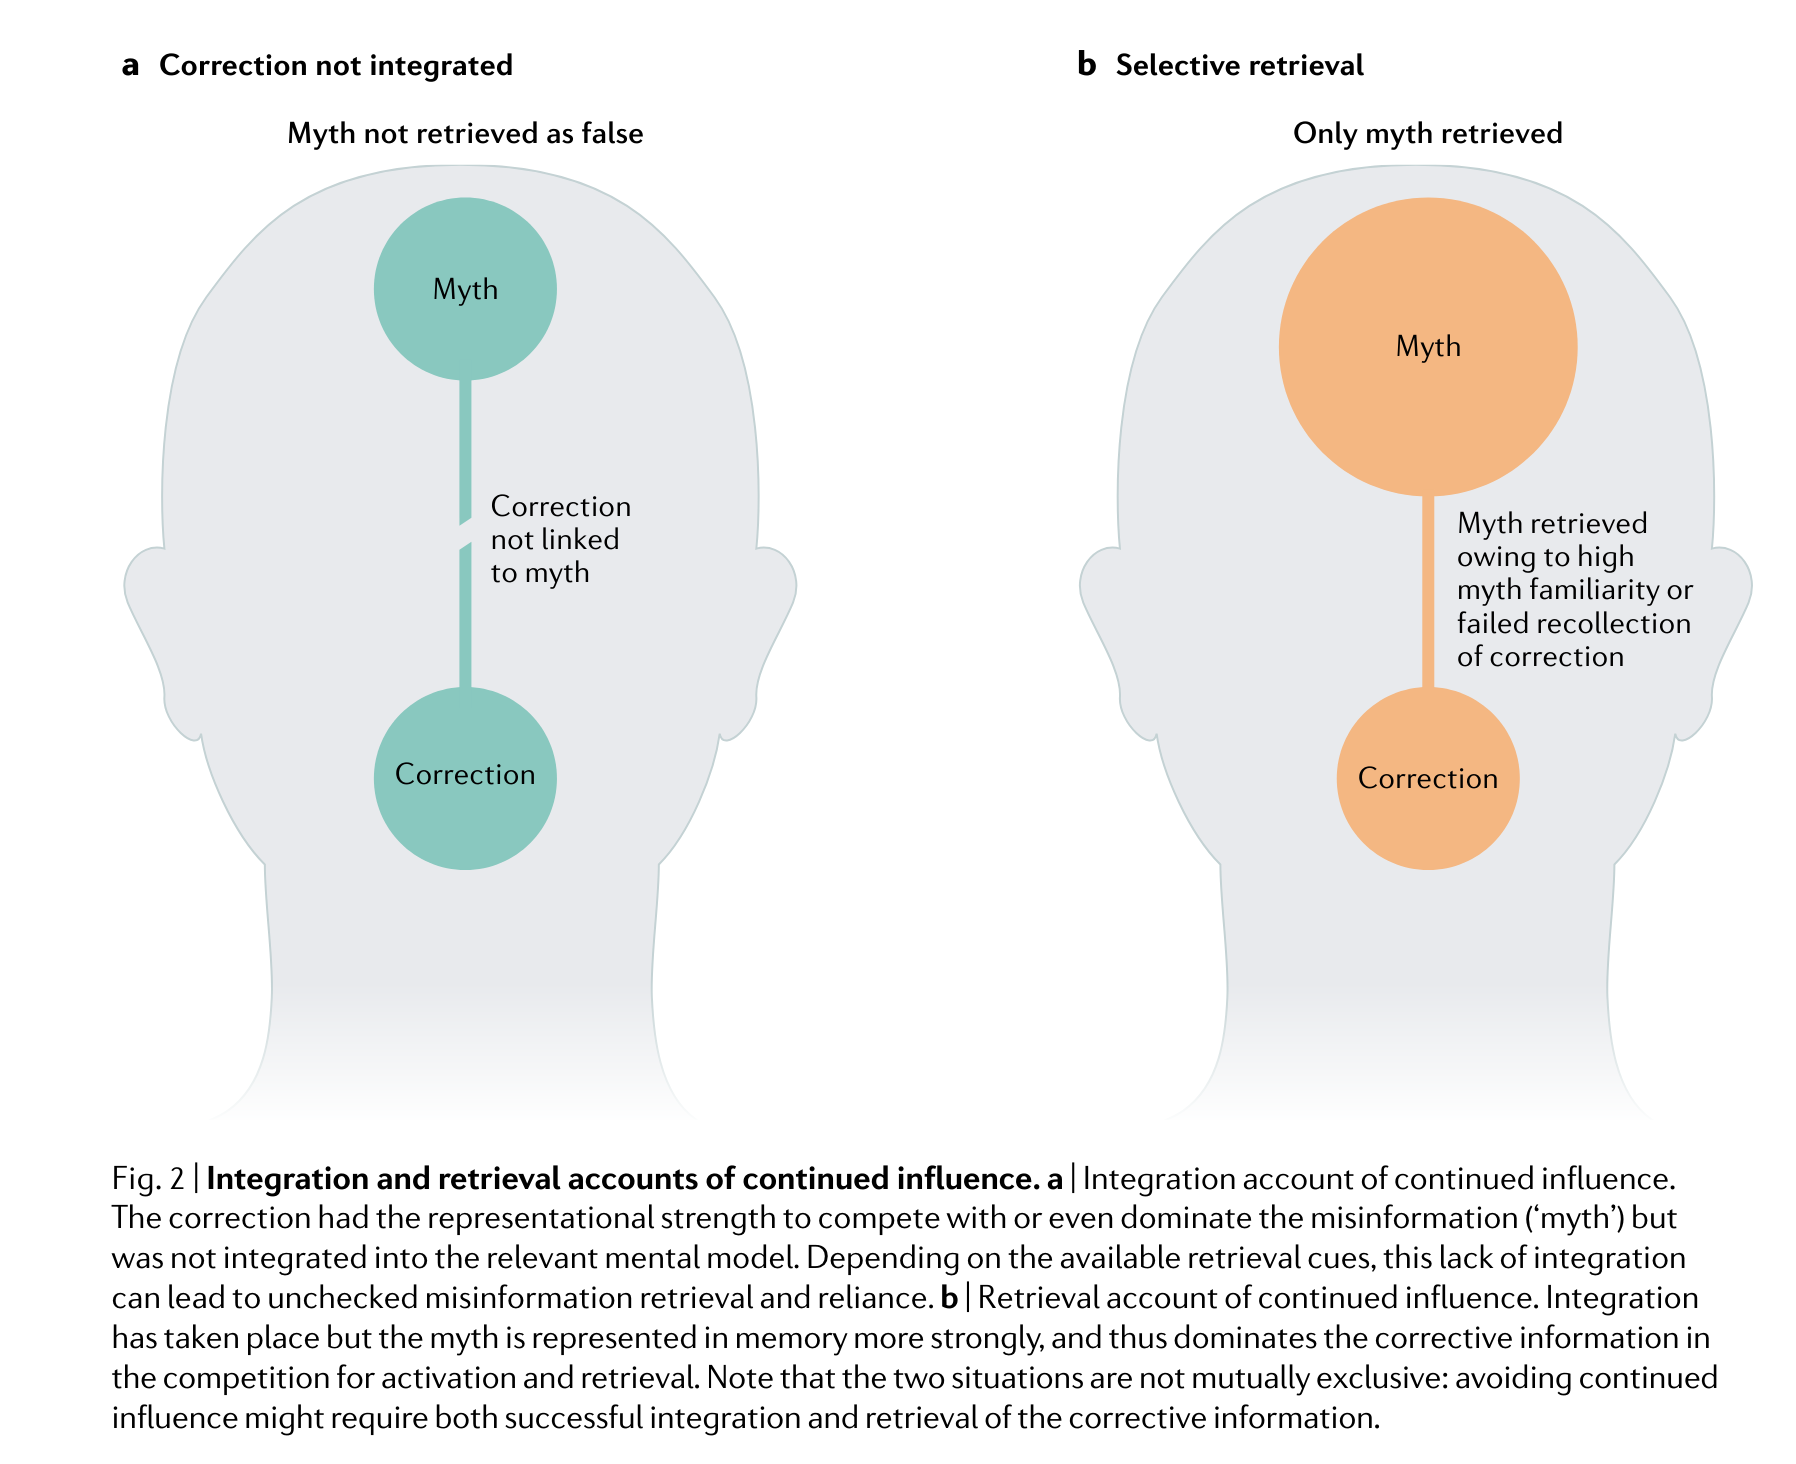 a Correction not integrated
Myth not retrieved as false
Myth
Correction
not linked
to myth
Correction
b Selective retrieval
Only myth retrieved
Myth
Myth retrieved
owing to high
myth familiarity or
failed recollection
of correction
Correction
Fig. 2 | Integration and retrieval accounts of continued influence. a | Integration account of continued influence.
The correction had the representational strength to compete with or even dominate the misinformation (‘myth’) but
was not integrated into the relevant mental model. Depending on the available retrieval cues, this lack of integration
can lead to unchecked misinformation retrieval and reliance. b | Retrieval account of continued influence. Integration
has taken place but the myth is represented in memory more strongly, and thus dominates the corrective information in
the competition for activation and retrieval. Note that the two situations are not mutually exclusive: avoiding continued
influence might require both successful integration and retrieval of the corrective information.